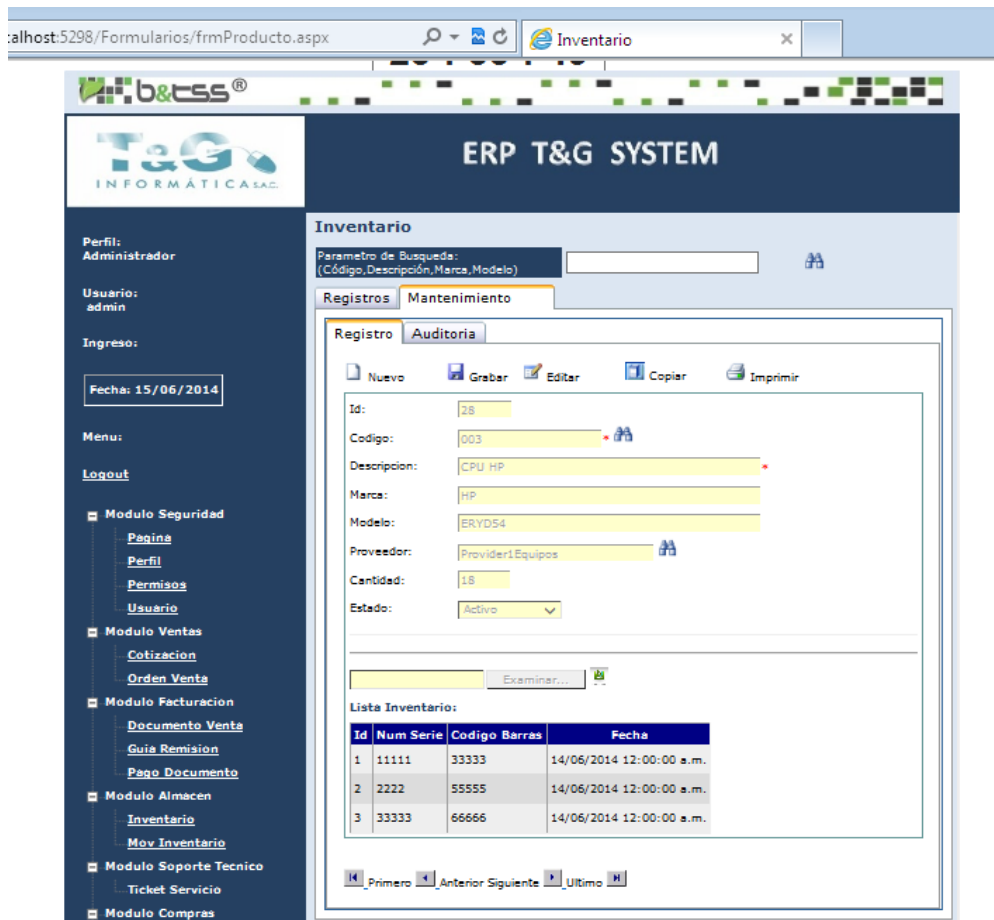 calhost:5298/Formularios/frmProducto.aspx
Inventario
b&tss®
T&G
INFORMÁTICA S.A.C.
ERP T&G SYSTEM
Perfil:
Administrador
Usuario:
admin
Ingreso:
Fecha: 15/06/2014
Menu:
Logout
Modulo Seguridad
Pagina
Perfil
Permisos
Usuario
Modulo Ventas
Cotizacion
Orden Venta
Modulo Facturacion
Documento Venta
Guia Remision
Pago Documento
Modulo Almacen
Inventario
Mov Inventario
Modulo Soporte Tecnico
Ticket Servicio
Modulo Compras
Inventario
Parametro de Busqueda:
(Código,Descripción,Marca,Modelo)
Registros Mantenimiento
Registro Auditoria
Nuevo Grabar Editar Copiar Imprimir
Id: 28
Codigo: 003 *
Descripcion: CPU HP *
Marca: HP
Modelo: ERYD54
Proveedor: Provider1Equipos
Cantidad: 18
Estado: Activo
Examinar...
Lista Inventario:
Id Num Serie Codigo Barras Fecha
1 11111 33333 14/06/2014 12:00:00 a.m.
2 2222 55555 14/06/2014 12:00:00 a.m.
3 33333 66666 14/06/2014 12:00:00 a.m.
Primero Anterior Siguiente Ultimo